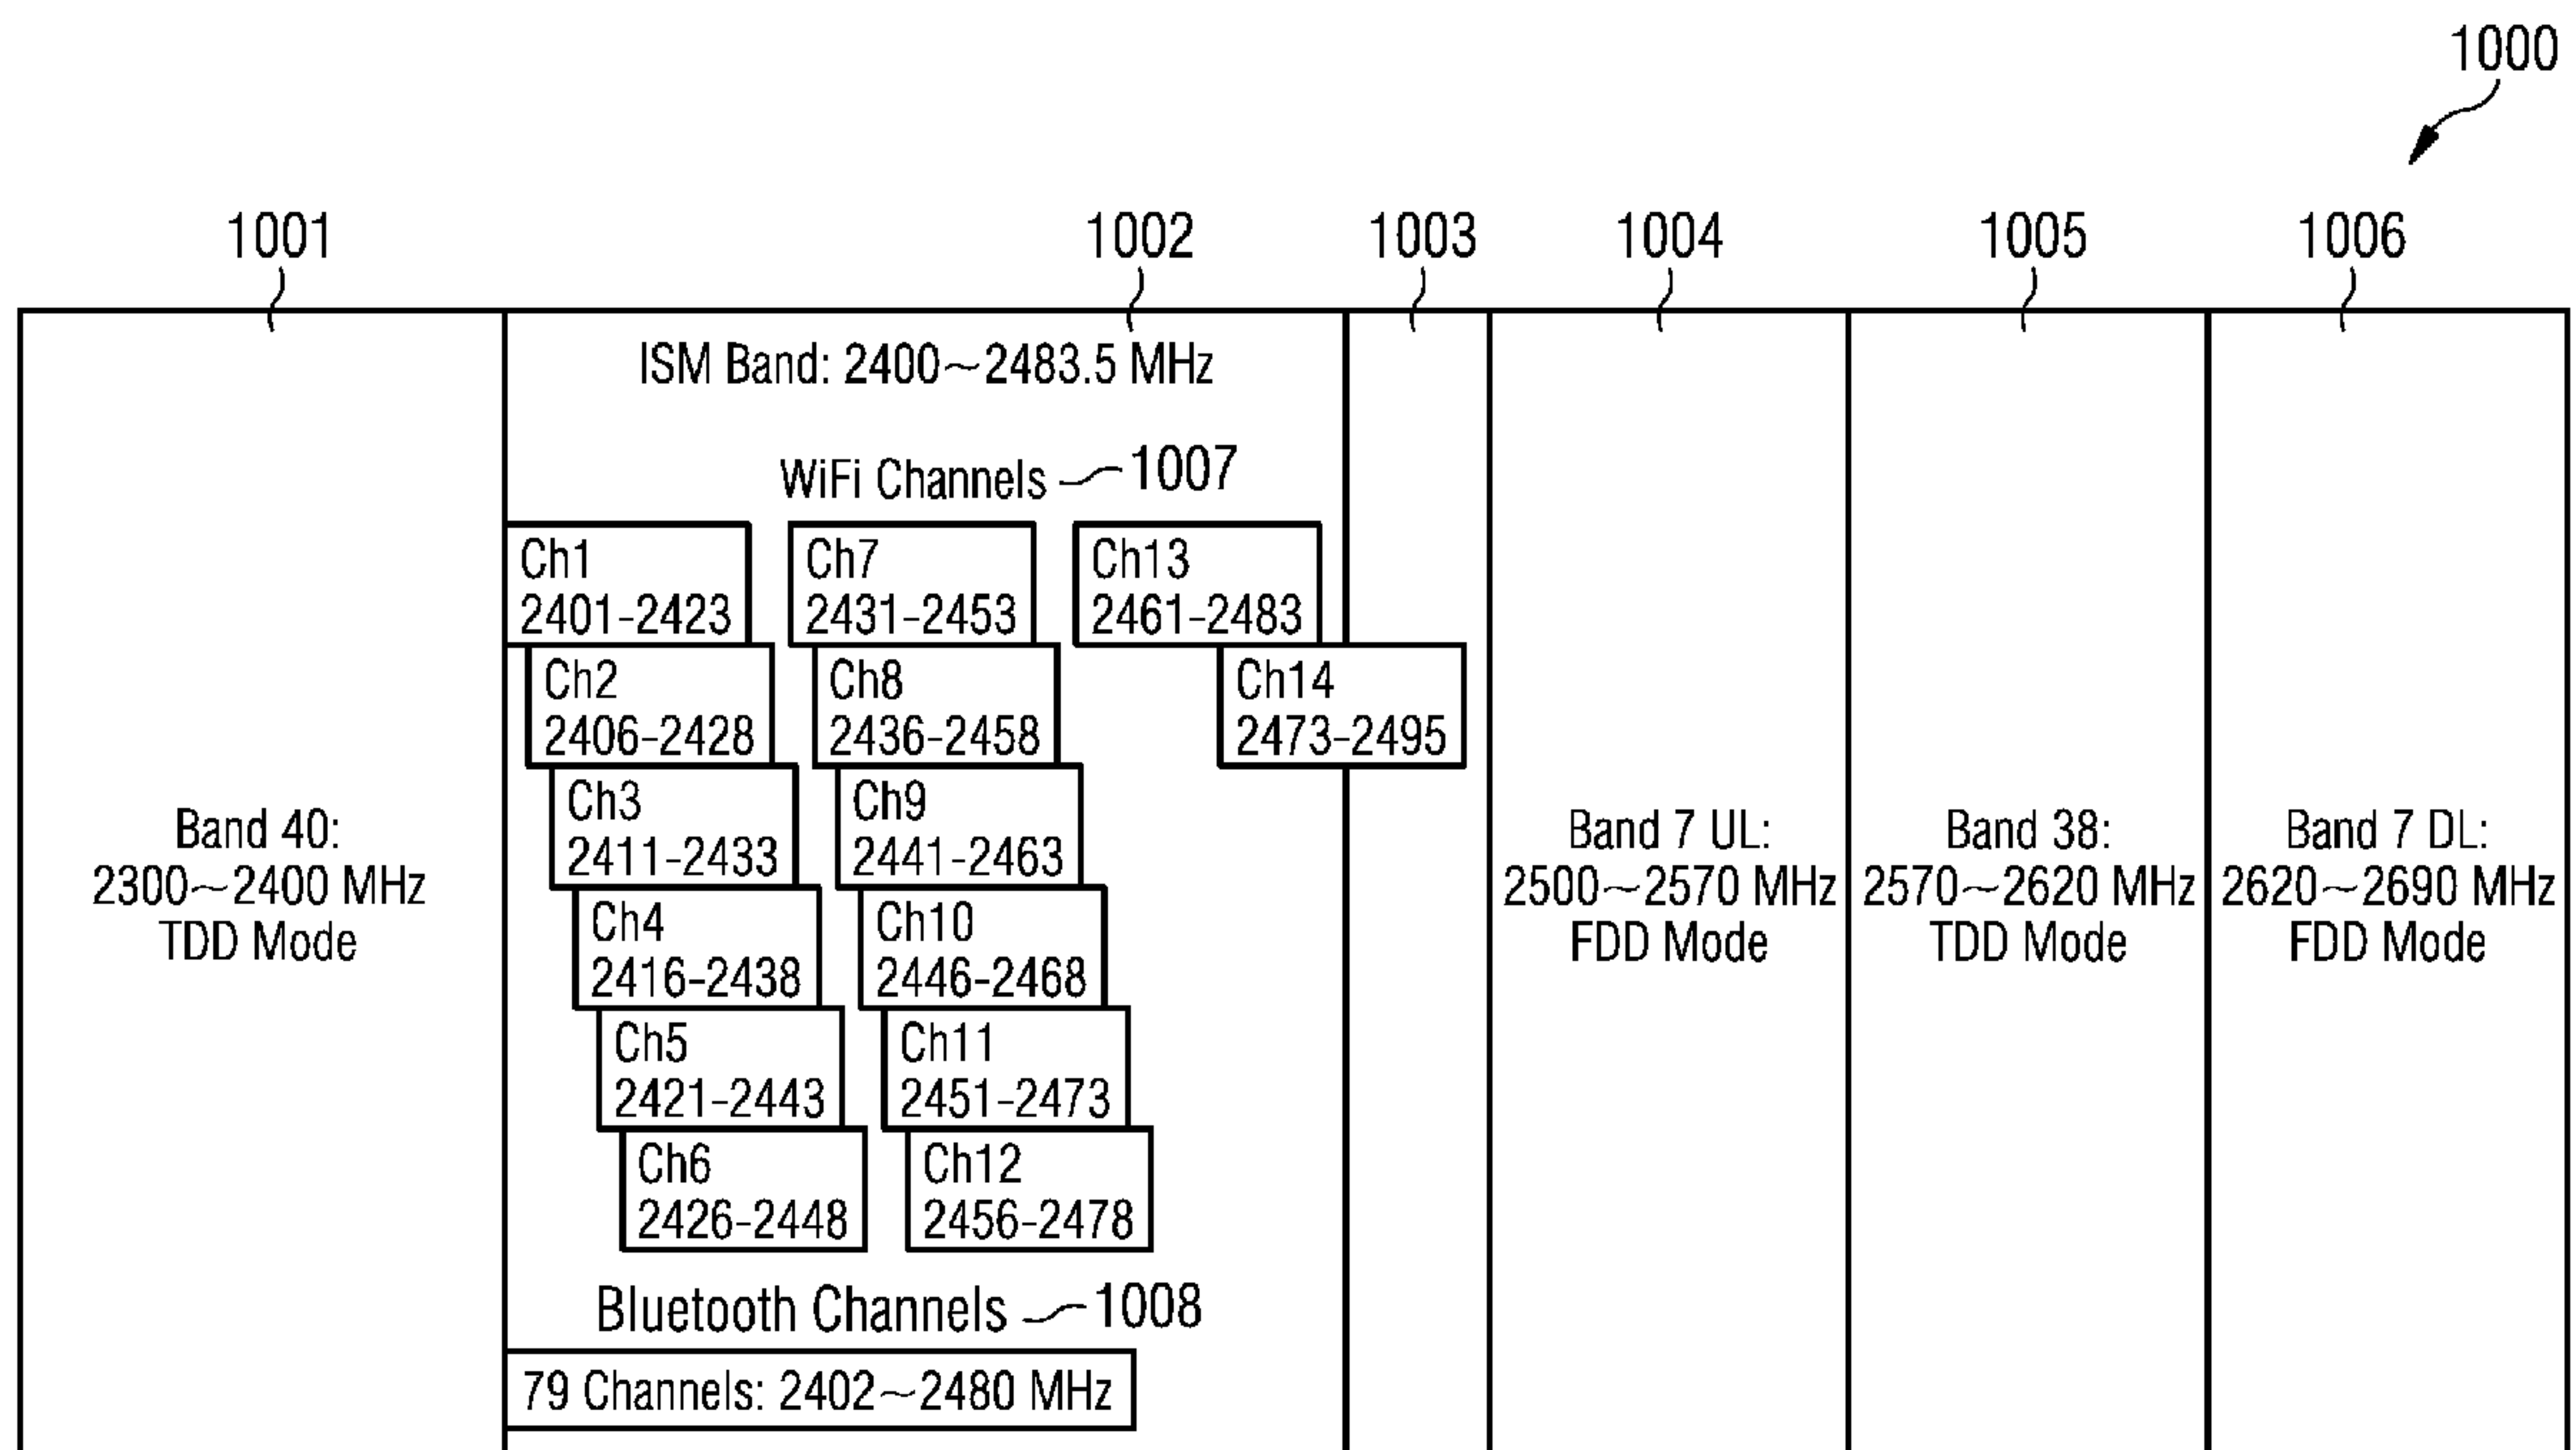 1000
1001
1002
1003
1004
1005
1006
ISM Band: 2400~2483.5 MHz
WiFi Channels
1007
Ch1
2401-2423
Ch2
2406-2428
Ch3
2411-2433
Ch4
2416-2438
Ch5
2421-2443
Ch6
2426-2448
Ch7
2431-2453
Ch8
2436-2458
Ch9
2441-2463
Ch10
2446-2468
Ch11
2451-2473
Ch12
2456-2478
Ch13
2461-2483
Ch14
2473-2495
Band 40:
2300~2400 MHz
TDD Mode
Band 7 UL:
2500~2570 MHz
FDD Mode
Band 38:
2570~2620 MHz
TDD Mode
Band 7 DL:
2620~2690 MHz
FDD Mode
Bluetooth Channels
1008
79 Channels: 2402~2480 MHz